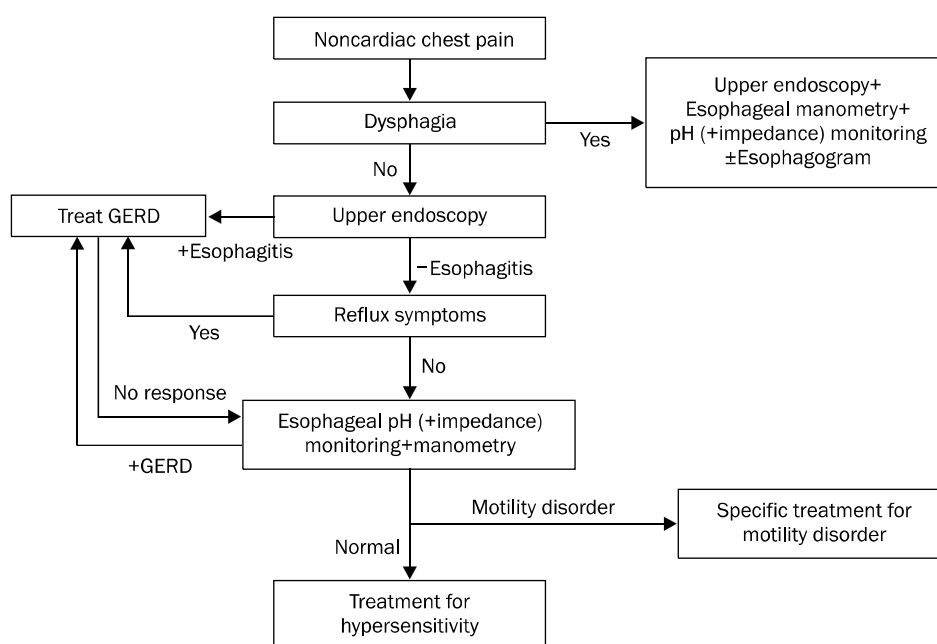 Noncardiac chest pain
Dysphagia
Yes
Upper endoscopy+
Esophageal manometry+
pH (+impedance) monitoring
±Esophagogram
No
Treat GERD
Upper endoscopy
+Esophagitis
−Esophagitis
Reflux symptoms
Yes
No
No response
Esophageal pH (+impedance)
monitoring+manometry
+GERD
Motility disorder
Specific treatment for
motility disorder
Normal
Treatment for
hypersensitivity